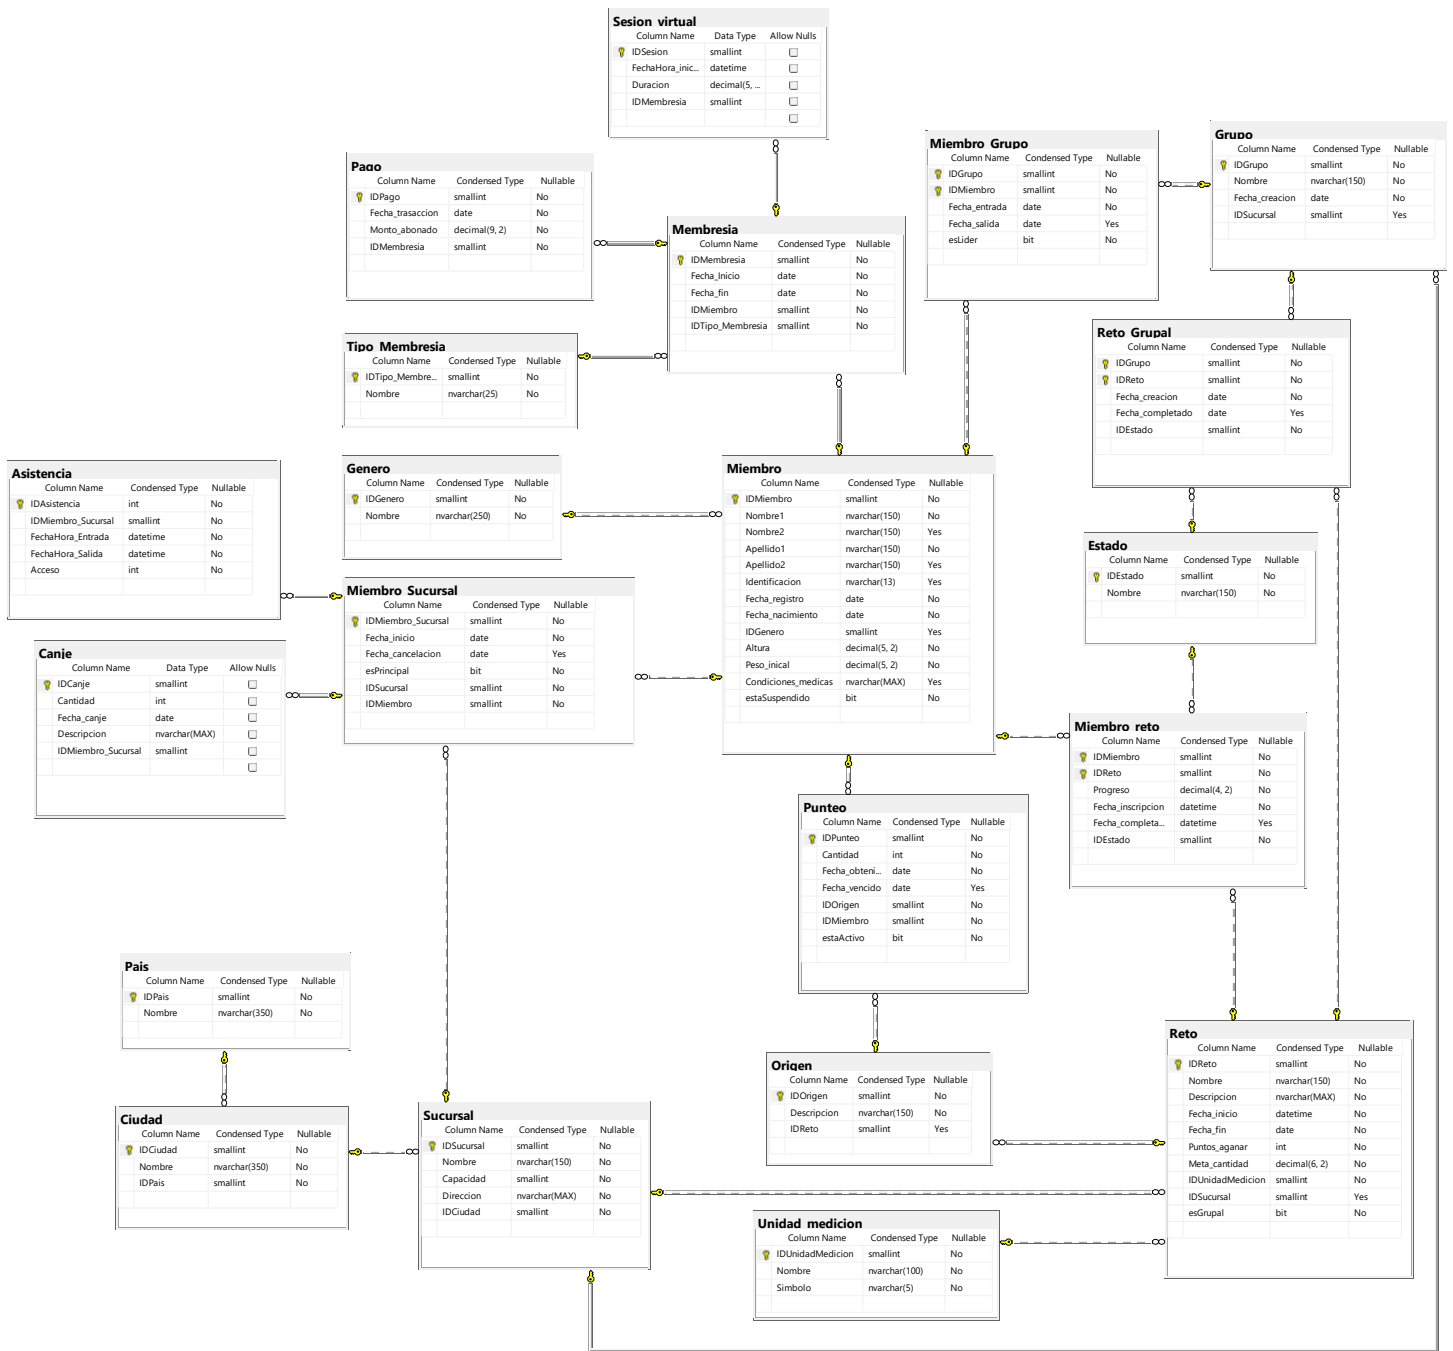 Sesion_virtual
Column Name Data Type Allow Nulls
IDSesion smallint
FechaHora_inic... datetime
Duracion decimal(5, ...
IDMembresia smallint
Pago
Column Name Condensed Type Nullable
IDPago smallint No
Fecha_trasaccion date No
Monto_abonado decimal(9, 2) No
IDMembresia smallint No
Membresia
Column Name Condensed Type Nullable
IDMembresia smallint No
Fecha_Inicio date No
Fecha_fin date No
IDMiembro smallint No
IDTipo_Membresia smallint No
Miembro_Grupo
Column Name Condensed Type Nullable
IDGrupo smallint No
IDMiembro smallint No
Fecha_entrada date No
Fecha_salida date Yes
esLider bit No
Grupo
Column Name Condensed Type Nullable
IDGrupo smallint No
Nombre nvarchar(150) No
Fecha_creacion date No
IDSucursal smallint Yes
Tipo_Membresia
Column Name Condensed Type Nullable
IDTipo_Membre... smallint No
Nombre nvarchar(25) No
Reto_Grupal
Column Name Condensed Type Nullable
IDGrupo smallint No
IDReto smallint No
Fecha_creacion date No
Fecha_completado date Yes
IDEstado smallint No
Asistencia
Column Name Condensed Type Nullable
IDAsistencia int No
IDMiembro_Sucursal smallint No
FechaHora_Entrada datetime No
FechaHora_Salida datetime No
Acceso int No
Genero
Column Name Condensed Type Nullable
IDGenero smallint No
Nombre nvarchar(250) No
Miembro
Column Name Condensed Type Nullable
IDMiembro smallint No
Nombre1 nvarchar(150) No
Nombre2 nvarchar(150) Yes
Apellido1 nvarchar(150) No
Apellido2 nvarchar(150) Yes
Identificacion nvarchar(13) Yes
Fecha_registro date No
Fecha_nacimiento date No
IDGenero smallint Yes
Altura decimal(5, 2) No
Peso_inical decimal(5, 2) No
Condiciones_medicas nvarchar(MAX) Yes
estaSuspendido bit No
Estado
Column Name Condensed Type Nullable
IDEstado smallint No
Nombre nvarchar(150) No
Miembro_Sucursal
Column Name Condensed Type Nullable
IDMiembro_Sucursal smallint No
Fecha_inicio date No
Fecha_cancelacion date Yes
esPrincipal bit No
IDSucursal smallint No
IDMiembro smallint No
Canje
Column Name Data Type Allow Nulls
IDCanje smallint
Cantidad int
Fecha_canje date
Descripcion nvarchar(MAX)
IDMiembro_Sucursal smallint
Miembro_reto
Column Name Condensed Type Nullable
IDMiembro smallint No
IDReto smallint No
Progreso decimal(4, 2) No
Fecha_inscripcion datetime No
Fecha_completa... datetime Yes
IDEstado smallint No
Punteo
Column Name Condensed Type Nullable
IDPunteo smallint No
Cantidad int No
Fecha_obteni... date No
Fecha_vencido date Yes
IDOrigen smallint No
IDMiembro smallint No
estaActivo bit No
Pais
Column Name Condensed Type Nullable
IDPais smallint No
Nombre nvarchar(350) No
Reto
Column Name Condensed Type Nullable
IDReto smallint No
Nombre nvarchar(150) No
Descripcion nvarchar(MAX) No
Fecha_inicio datetime No
Fecha_fin date No
Puntos_aganar int No
Meta_cantidad decimal(6, 2) No
IDUnidadMedicion smallint No
IDSucursal smallint Yes
esGrupal bit No
Origen
Column Name Condensed Type Nullable
IDOrigen smallint No
Descripcion nvarchar(150) No
IDReto smallint Yes
Ciudad
Column Name Condensed Type Nullable
IDCiudad smallint No
Nombre nvarchar(350) No
IDPais smallint No
Sucursal
Column Name Condensed Type Nullable
IDSucursal smallint No
Nombre nvarchar(150) No
Capacidad smallint No
Direccion nvarchar(MAX) No
IDCiudad smallint No
Unidad_medicion
Column Name Condensed Type Nullable
IDUnidadMedicion smallint No
Nombre nvarchar(100) No
Simbolo nvarchar(5) No